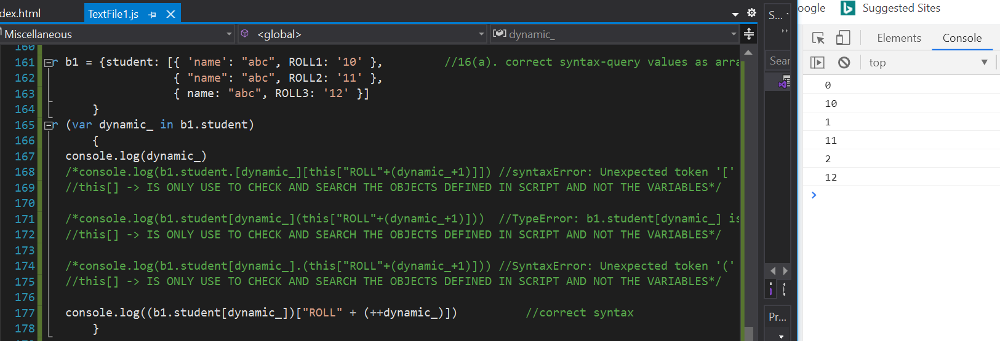 dex.html
TextFile1.js
Miscellaneous
<global>
dynamic_
160
161 r b1 = {student: [{ 'name': "abc", ROLL1: '10' }, //16(a). correct syntax-query values as arra
162 { "name": "abc", ROLL2: '11' },
163 { name: "abc", ROLL3: '12' }]
164 }
165 r (var dynamic_ in b1.student)
166 {
167 console.log(dynamic_)
168 /*console.log(b1.student.[dynamic_][this["ROLL"+(dynamic_+1)]]) //syntaxError: Unexpected token '['
169 //this[] -> IS ONLY USE TO CHECK AND SEARCH THE OBJECTS DEFINED IN SCRIPT AND NOT THE VARIABLES*/
170
171 /*console.log(b1.student[dynamic_](this["ROLL"+(dynamic_+1)])) //TypeError: b1.student[dynamic_] is
172 //this[] -> IS ONLY USE TO CHECK AND SEARCH THE OBJECTS DEFINED IN SCRIPT AND NOT THE VARIABLES*/
173
174 /*console.log(b1.student[dynamic_].(this["ROLL"+(dynamic_+1)])) //SyntaxError: Unexpected token '('
175 //this[] -> IS ONLY USE TO CHECK AND SEARCH THE OBJECTS DEFINED IN SCRIPT AND NOT THE VARIABLES*/
176
177 console.log((b1.student[dynamic_])["ROLL" + (++dynamic_)]) //correct syntax
178 }
S...
Sear
Pr...
oogle
Suggested Sites
Elements
Console
top
0
10
1
11
2
12